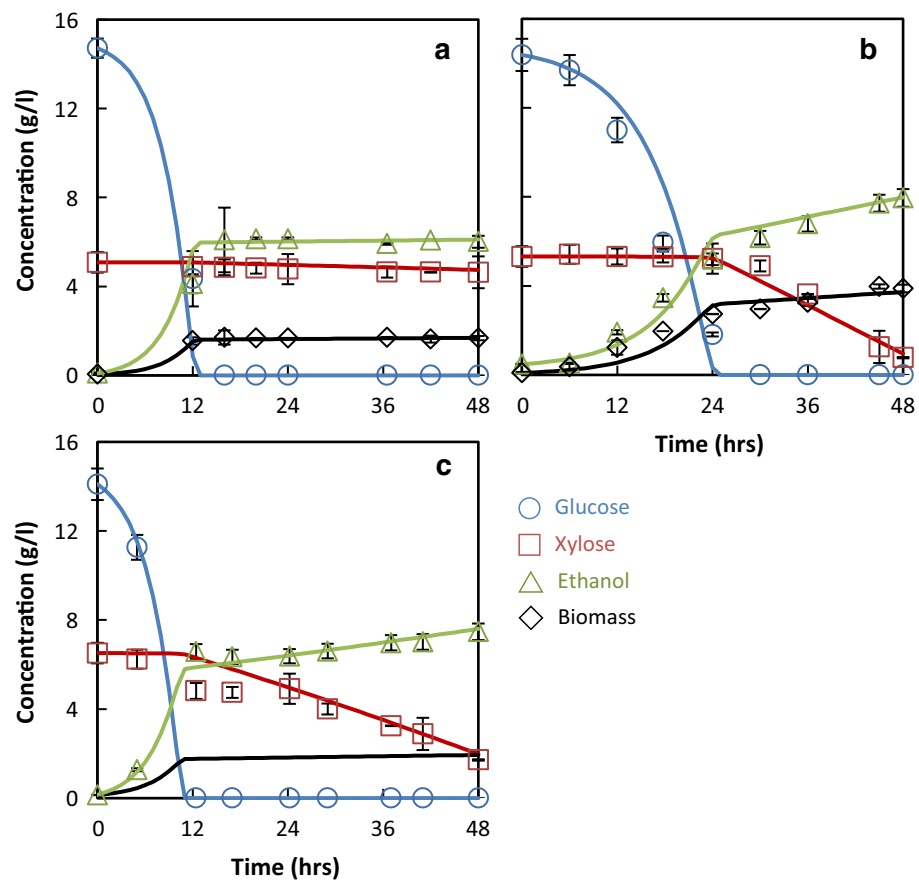 a
b
16
12
8
4
0
Concentration (g/l)
0 12 24 36 48
0 12 24 36 48
Time (hrs)
c
16
12
8
4
0
Concentration (g/l)
0 12 24 36 48
Time (hrs)
Glucose
Xylose
Ethanol
Biomass